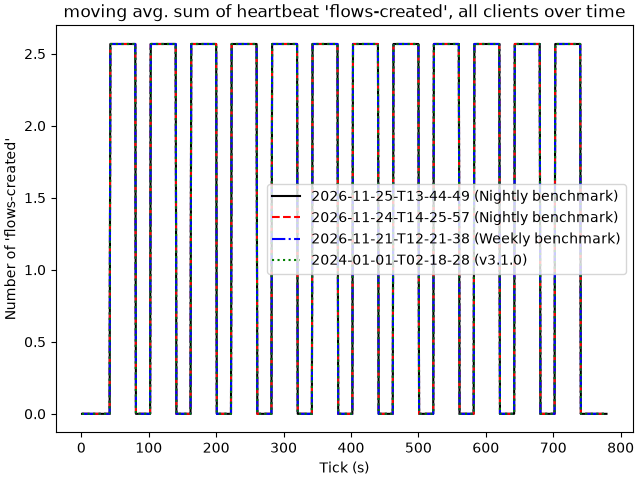 moving avg. sum of heartbeat 'flows-created', all clients over time
2.5
2.0
1.5
1.0
0.5
0.0
Number of 'flows-created'
2026-11-25-T13-44-49 (Nightly benchmark)
2026-11-24-T14-25-57 (Nightly benchmark)
2026-11-21-T12-21-38 (Weekly benchmark)
2024-01-01-T02-18-28 (v3.1.0)
0 100 200 300 400 500 600 700 800
Tick (s)